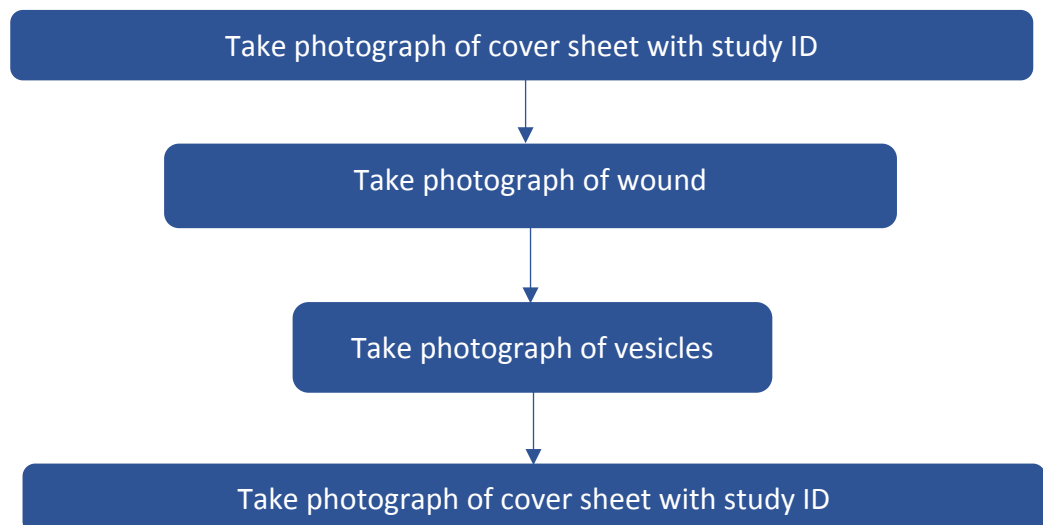 Take photograph of cover sheet with study ID
Take photograph of wound
Take photograph of vesicles
Take photograph of cover sheet with study ID